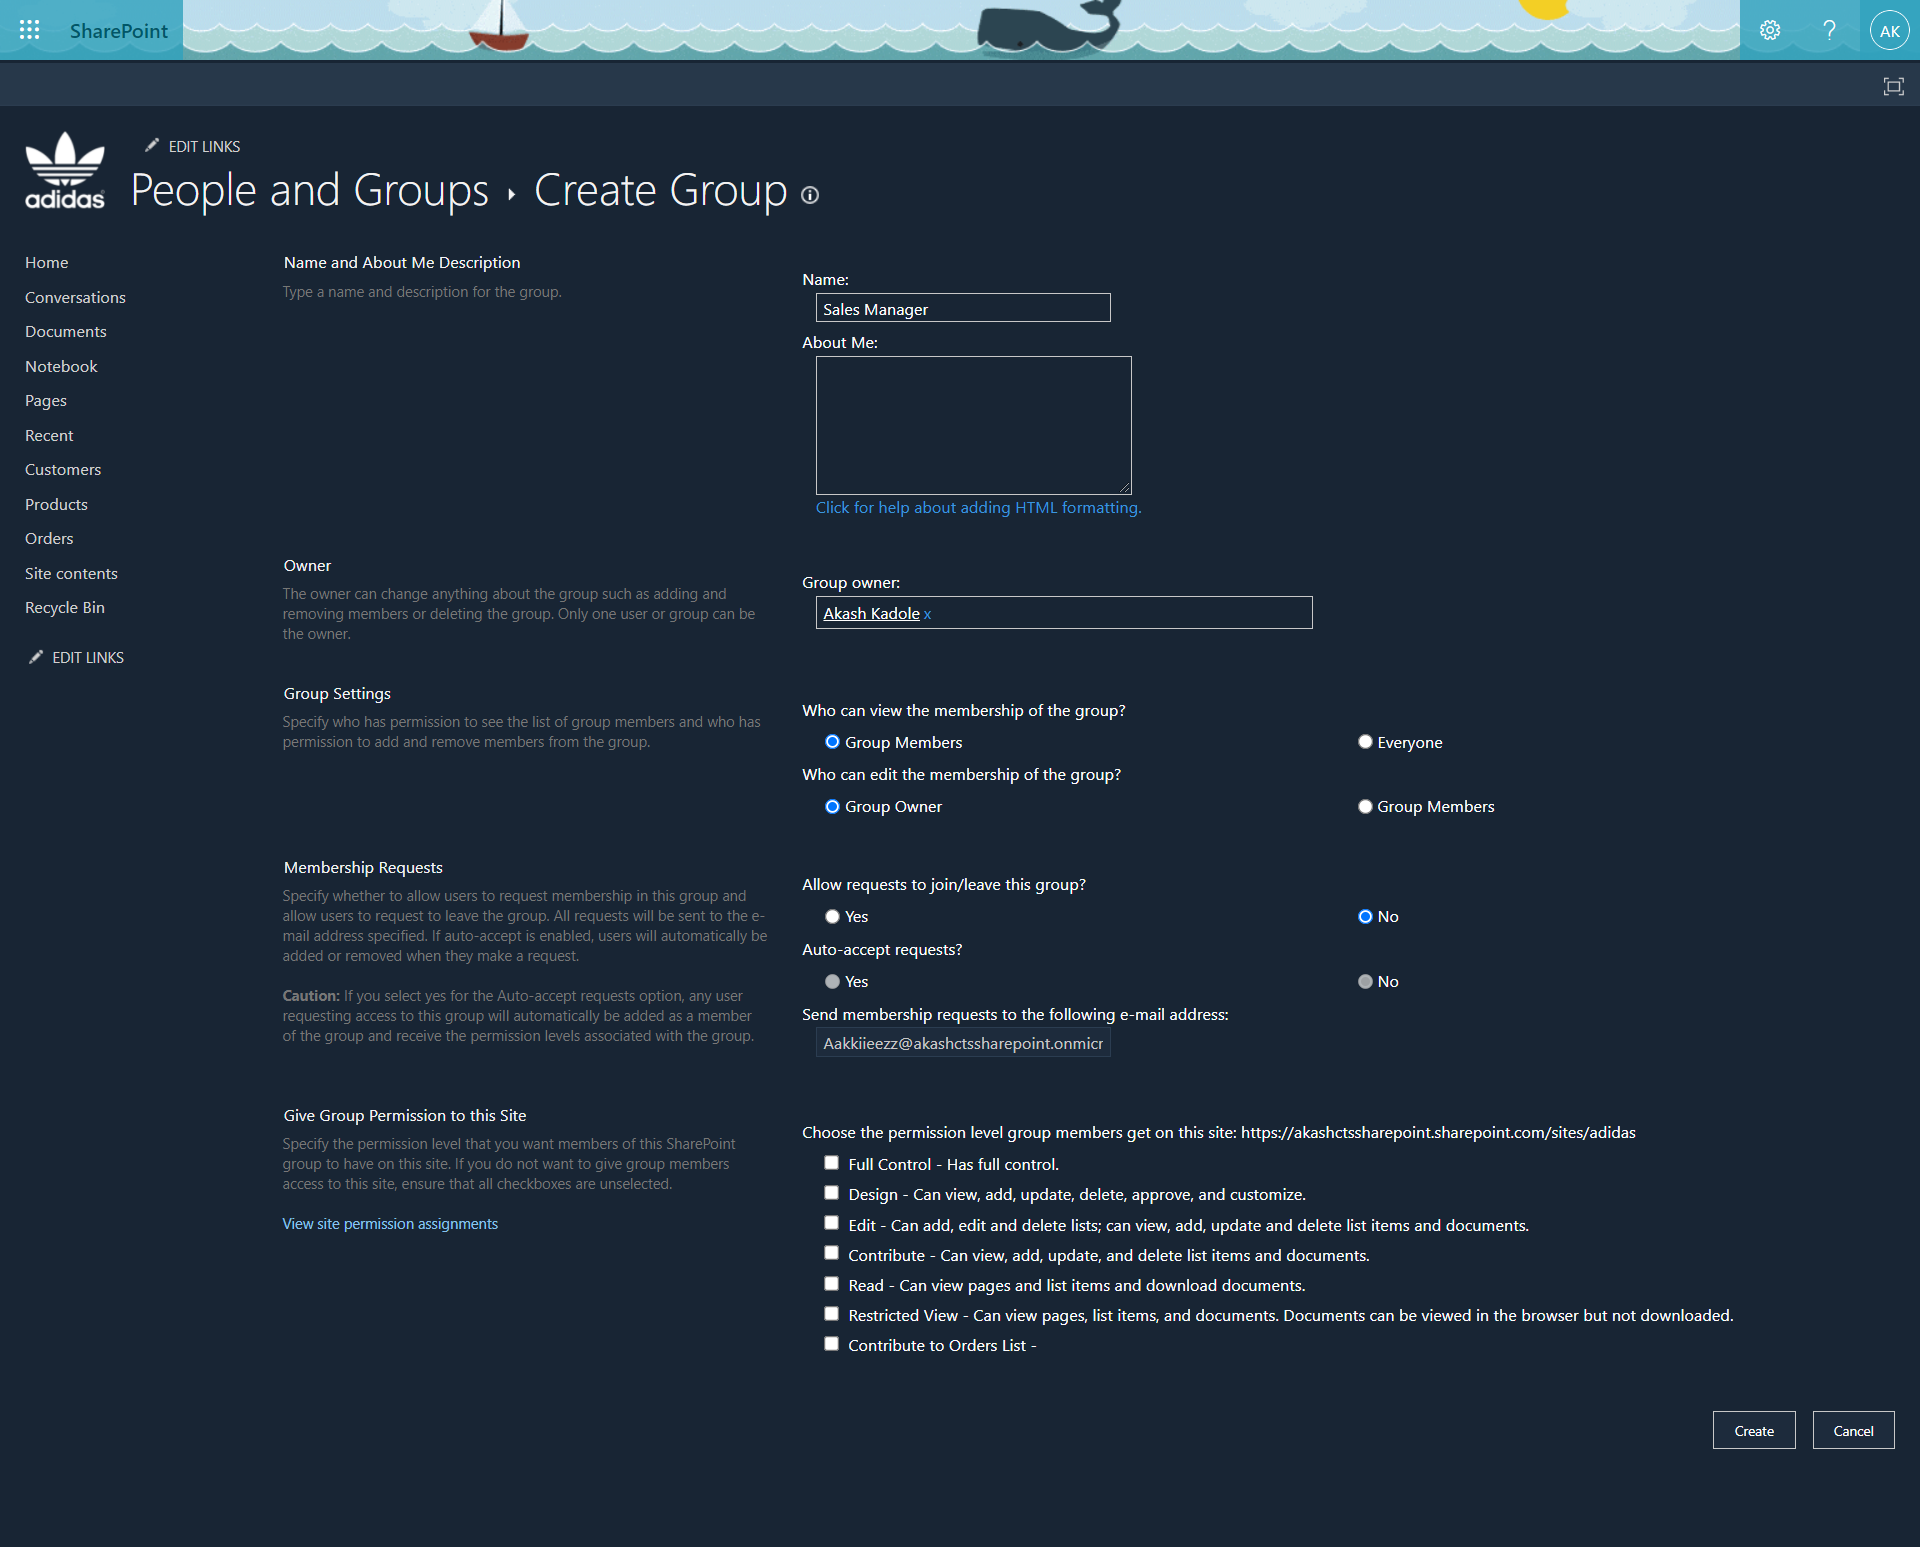 SharePoint
?
AK
EDIT LINKS
adidas
People and Groups ▸ Create Group
Home
Conversations
Documents
Notebook
Pages
Recent
Customers
Products
Orders
Site contents
Recycle Bin
EDIT LINKS
Name and About Me Description
Type a name and description for the group.
Name:
Sales Manager
About Me:
Click for help about adding HTML formatting.
Owner
The owner can change anything about the group such as adding and
removing members or deleting the group. Only one user or group can be
the owner.
Group owner:
Akash Kadole x
Group Settings
Specify who has permission to see the list of group members and who has
permission to add and remove members from the group.
Who can view the membership of the group?
Group Members
Everyone
Who can edit the membership of the group?
Group Owner
Group Members
Membership Requests
Specify whether to allow users to request membership in this group and
allow users to request to leave the group. All requests will be sent to the e-
mail address specified. If auto-accept is enabled, users will automatically be
added or removed when they make a request.
Caution: If you select yes for the Auto-accept requests option, any user
requesting access to this group will automatically be added as a member
of the group and receive the permission levels associated with the group.
Allow requests to join/leave this group?
Yes
No
Auto-accept requests?
Yes
No
Send membership requests to the following e-mail address:
Aakkiieezz@akashctssharepoint.onmicr
Give Group Permission to this Site
Specify the permission level that you want members of this SharePoint
group to have on this site. If you do not want to give group members
access to this site, ensure that all checkboxes are unselected.
View site permission assignments
Choose the permission level group members get on this site: https://akashctssharepoint.sharepoint.com/sites/adidas
Full Control - Has full control.
Design - Can view, add, update, delete, approve, and customize.
Edit - Can add, edit and delete lists; can view, add, update and delete list items and documents.
Contribute - Can view, add, update, and delete list items and documents.
Read - Can view pages and list items and download documents.
Restricted View - Can view pages, list items, and documents. Documents can be viewed in the browser but not downloaded.
Contribute to Orders List -
Create
Cancel